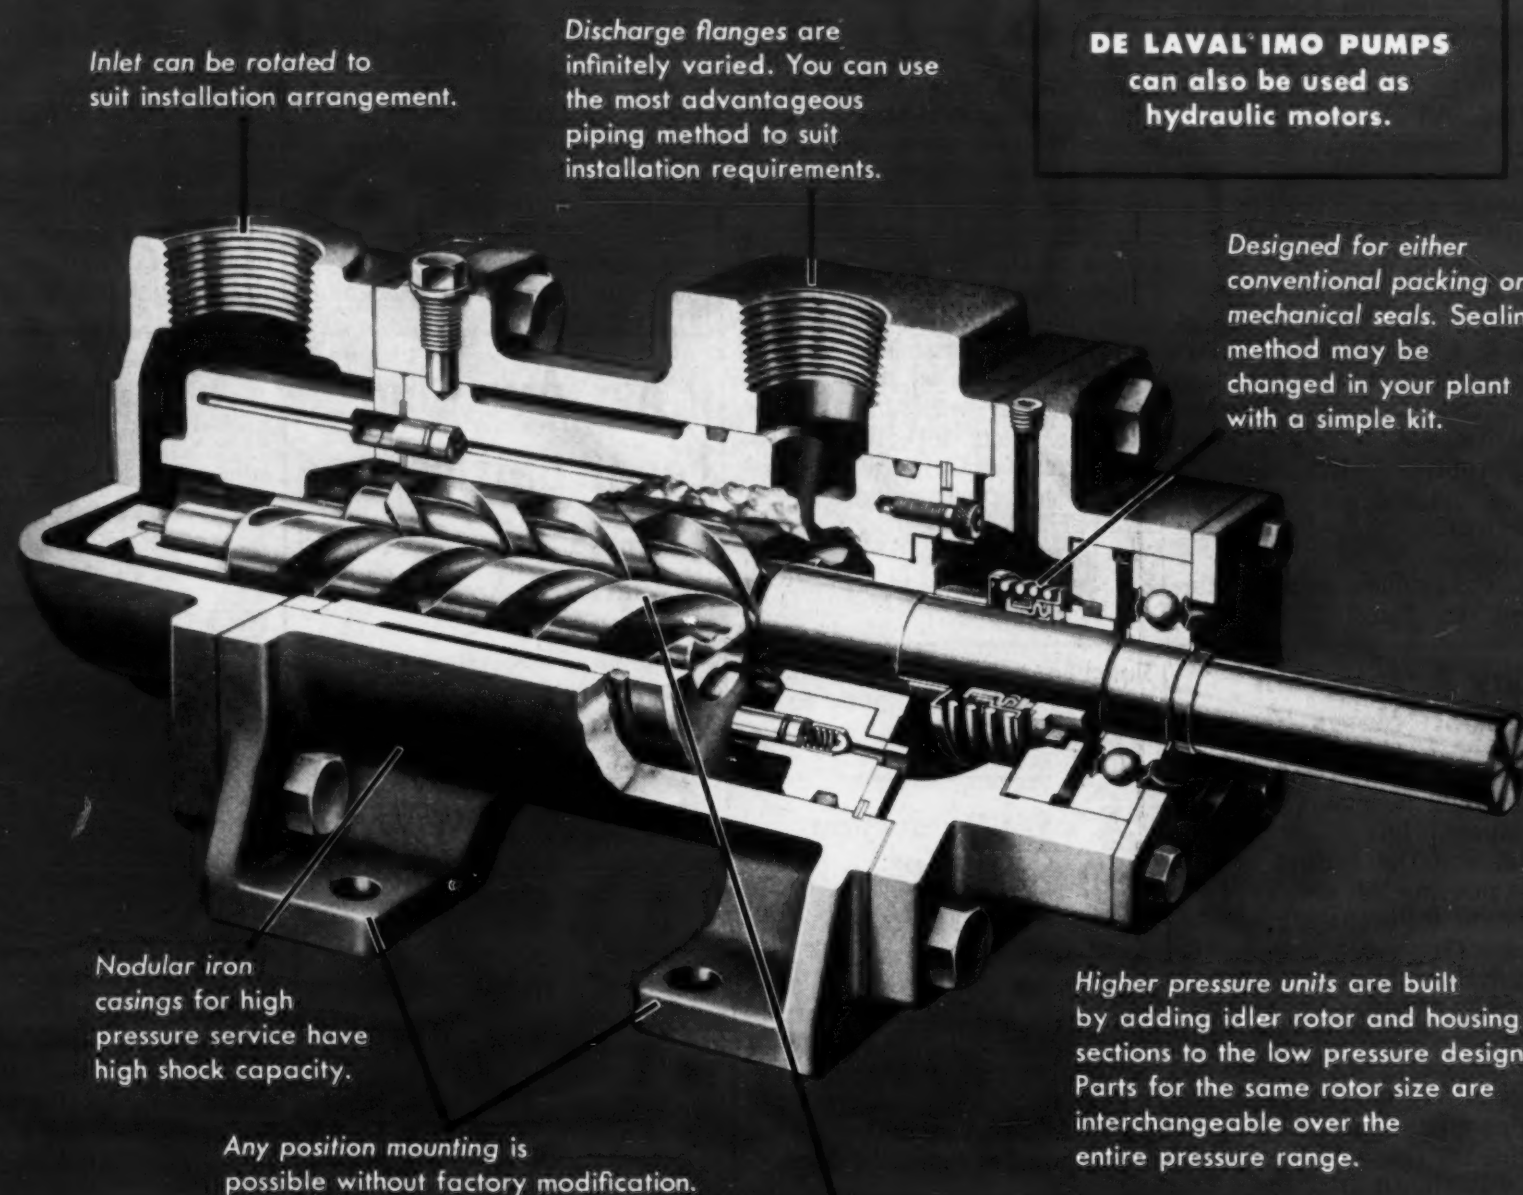 Inlet can be rotated to
suit installation arrangement.
Discharge flanges are
infinitely varied. You can use
the most advantageous
piping method to suit
installation requirements.
DE LAVAL IMO PUMPS
can also be used as
hydraulic motors.
Designed for either
conventional packing or
mechanical seals. Sealin
method may be
changed in your plant
with a simple kit.
Nodular iron
casings for high
pressure service have
high shock capacity.
Any position mounting is
possible without factory modification.
Higher pressure units are built
by adding idler rotor and housing
sections to the low pressure design
Parts for the same rotor size are
interchangeable over the
entire pressure range.